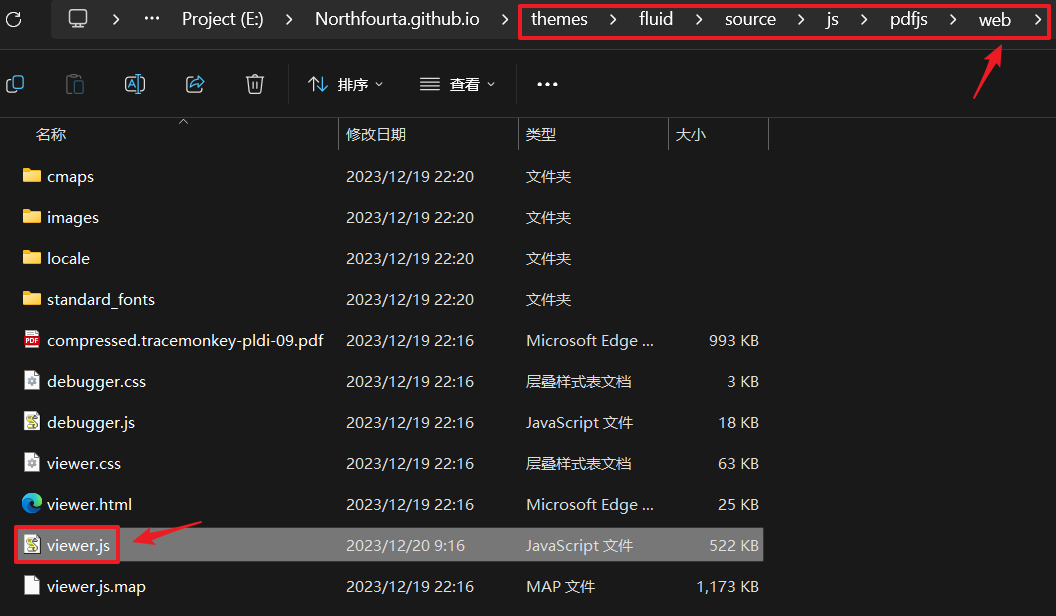 Project (E:) Northfourta.github.io themes fluid source js pdfjs web
排序 查看
名称 修改日期 类型 大小
cmaps 2023/12/19 22:20 文件夹
images 2023/12/19 22:20 文件夹
locale 2023/12/19 22:20 文件夹
standard_fonts 2023/12/19 22:20 文件夹
compressed.tracemonkey-pldi-09.pdf 2023/12/19 22:16 Microsoft Edge ... 993 KB
debugger.css 2023/12/19 22:16 层叠样式表文档 3 KB
debugger.js 2023/12/19 22:16 JavaScript 文件 18 KB
viewer.css 2023/12/19 22:16 层叠样式表文档 63 KB
viewer.html 2023/12/19 22:16 Microsoft Edge ... 25 KB
viewer.js 2023/12/20 9:16 JavaScript 文件 522 KB
viewer.js.map 2023/12/19 22:16 MAP 文件 1,173 KB